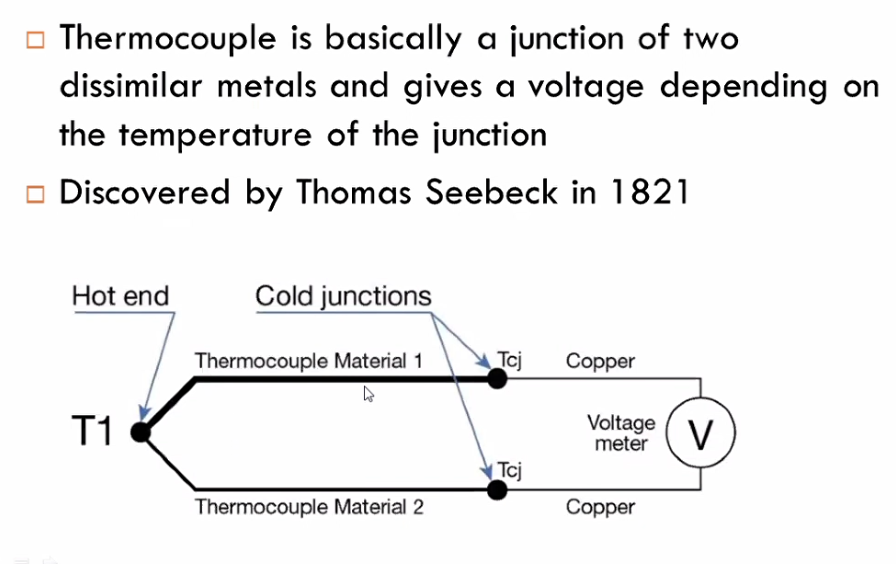 Thermocouple is basically a junction of two
dissimilar metals and gives a voltage depending on
the temperature of the junction
Discovered by Thomas Seebeck in 1821
Hot end
Cold junctions
Thermocouple Material 1
Tcj
Copper
T1
Voltage
meter
V
Tcj
Thermocouple Material 2
Copper